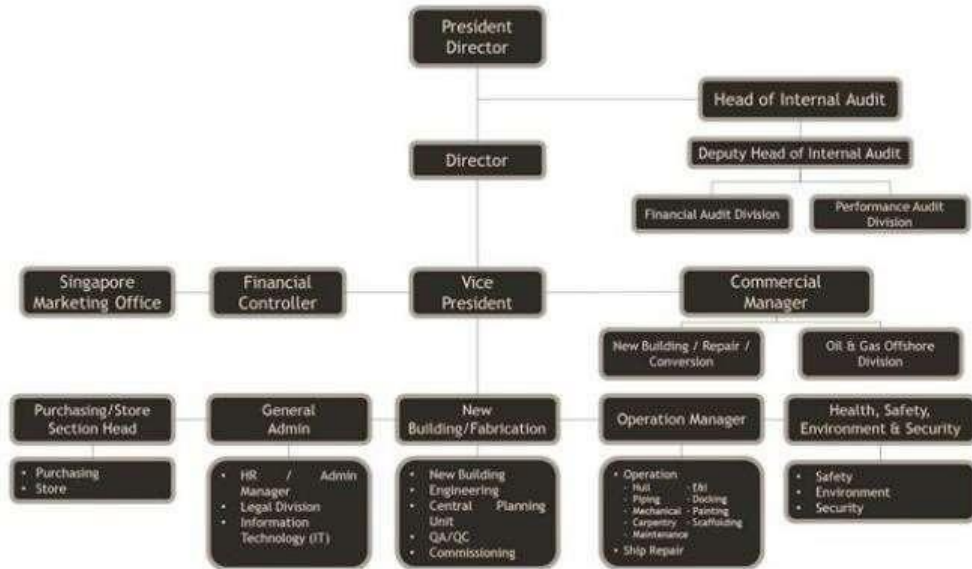 President
Director
Head of Internal Audit
Director
Deputy Head of Internal Audit
Financial Audit Division
Performance Audit
Division
Singapore
Marketing Office
Financial
Controller
Vice
President
Commercial
Manager
New Building / Repair /
Conversion
Oil & Gas Offshore
Division
Purchasing/Store
Section Head
General
Admin
New
Building/Fabrication
Operation Manager
Health, Safety,
Environment & Security
• Purchasing
• Store
• HR / Admin
Manager
• Legal Division
• Information
Technology (IT)
• New Building
• Engineering
• Central Planning
Unit
• QA/QC
• Commissioning
• Operation
- Hull - E&I
- Piping - Docking
- Mechanical - Painting
- Carpentry - Scaffolding
- Maintenance
• Ship Repair
• Safety
• Environment
• Security